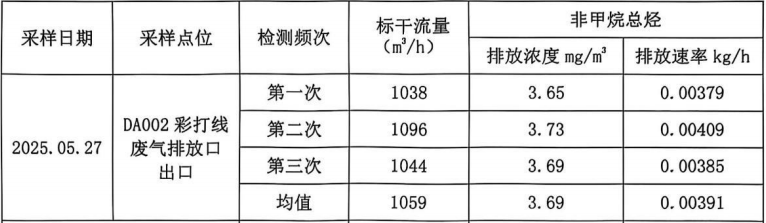 采样日期 采样点位 检测频次 标干流量（m³/h） 非甲烷总烃
排放浓度 mg/m³ 排放速率 kg/h
2025.05.27 DA002 彩打线废气排放口出口 第一次 1038 3.65 0.00379
第二次 1096 3.73 0.00409
第三次 1044 3.69 0.00385
均值 1059 3.69 0.00391